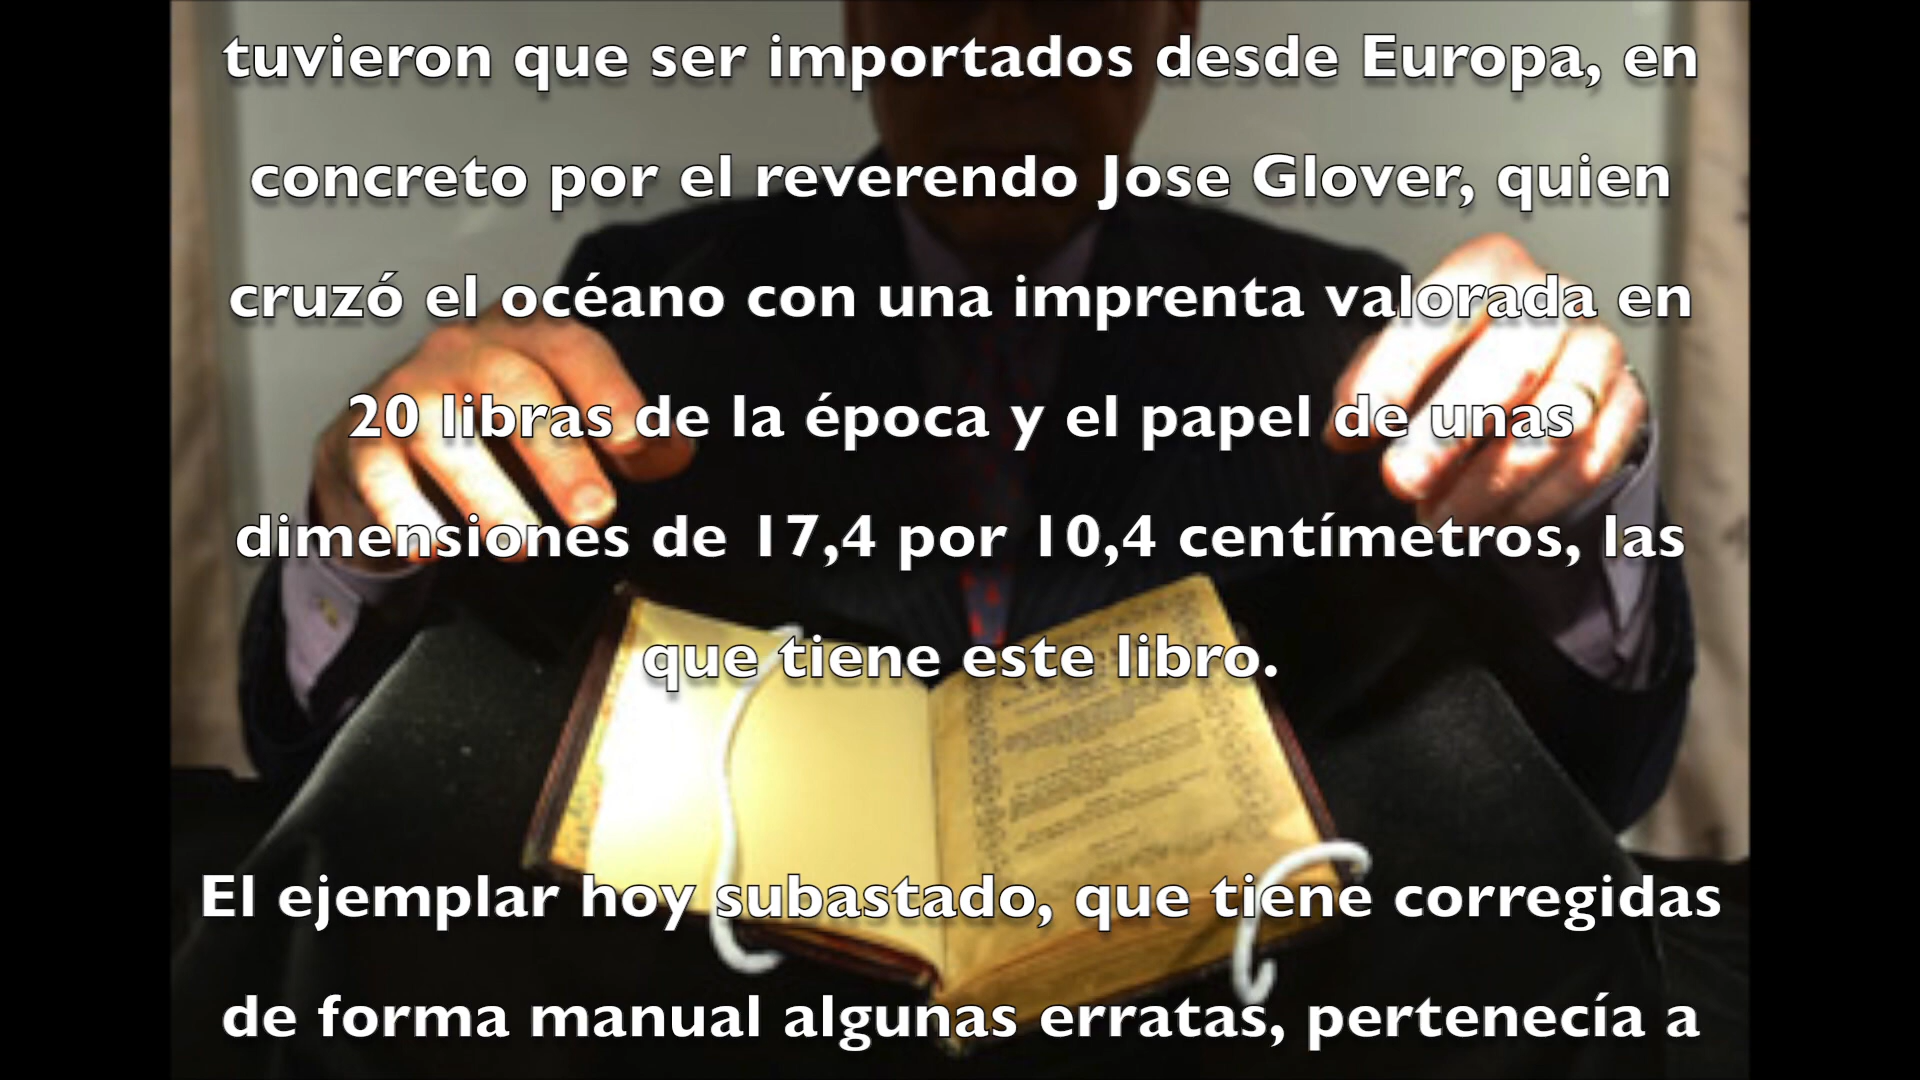 tuvieron que ser importados desde Europa, en
concreto por el reverendo Jose Glover, quien
cruzó el océano con una imprenta valorada en
20 libras de la época y el papel de unas
dimensiones de 17,4 por 10,4 centímetros, las
que tiene este libro.
El ejemplar hoy subastado, que tiene corregidas
de forma manual algunas erratas, pertenecía a